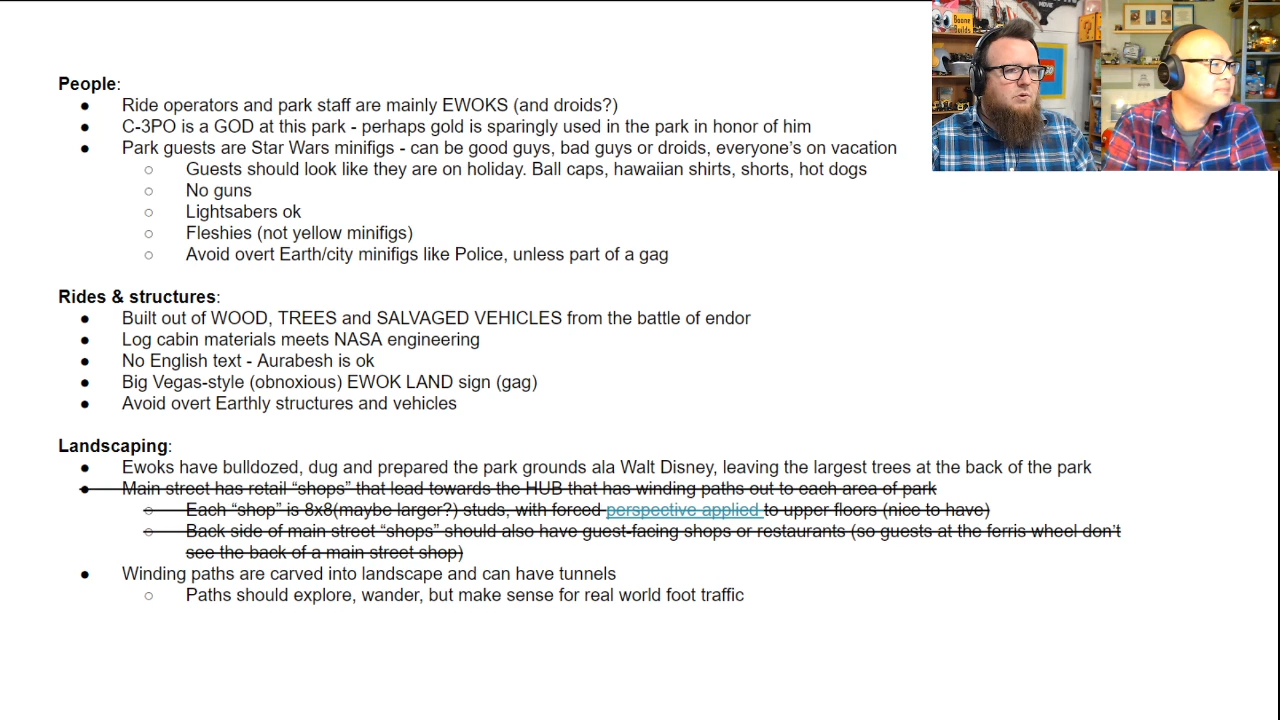 People:
● Ride operators and park staff are mainly EWOKS (and droids?)
● C-3PO is a GOD at this park - perhaps gold is sparingly used in the park in honor of him
● Park guests are Star Wars minifigs - can be good guys, bad guys or droids, everyone's on vacation
○ Guests should look like they are on holiday. Ball caps, hawaiian shirts, shorts, hot dogs
○ No guns
○ Lightsabers ok
○ Fleshies (not yellow minifigs)
○ Avoid overt Earth/city minifigs like Police, unless part of a gag
Rides & structures:
● Built out of WOOD, TREES and SALVAGED VEHICLES from the battle of endor
● Log cabin materials meets NASA engineering
● No English text - Aurabesh is ok
● Big Vegas-style (obnoxious) EWOK LAND sign (gag)
● Avoid overt Earthly structures and vehicles
Landscaping:
● Ewoks have bulldozed, dug and prepared the park grounds ala Walt Disney, leaving the largest trees at the back of the park
● Main street has retail “shops” that lead towards the HUB that has winding paths out to each area of park
○ Each “shop” is 8x8(maybe larger?) studs, with forced perspective applied to upper floors (nice to have)
○ Back side of main street “shops” should also have guest-facing shops or restaurants (so guests at the ferris wheel don't
see the back of a main street shop)
● Winding paths are carved into landscape and can have tunnels
○ Paths should explore, wander, but make sense for real world foot traffic
Boone
Builds
LEGO
MOVIE